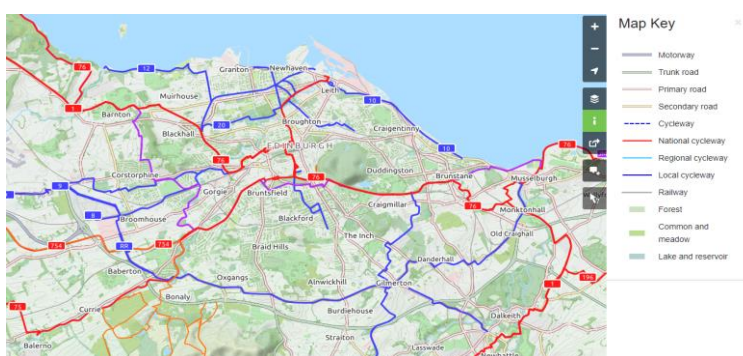 Map Key
Motorway
Trunk road
Primary road
Secondary road
Cycleway
National cycleway
Regional cycleway
Local cycleway
Railway
Forest
Common and
meadow
Lake and reservoir
76
12
Granton
Newhaven
Muirhouse
Leith
1
Barnton
10
20
Broughton
Craigentinny
Blackhall
EDINBURGH
10
76
76
Duddingston
Corstorphine
Brunstane
Musselburgh
76
9
Gorgie
Bruntsfield
Craigmillar
76
8
Broomhouse
Blackford
Monktonhall
RR
754
754
Braid Hills
The Inch
Old Craighall
Danderhall
Baberton
Oxgangs
Alnwickhill
Gilmerton
196
1
Bonaly
Burdiehouse
75
Currie
Dalkeith
Straiton
Balerno
Lasswade
Newbattle